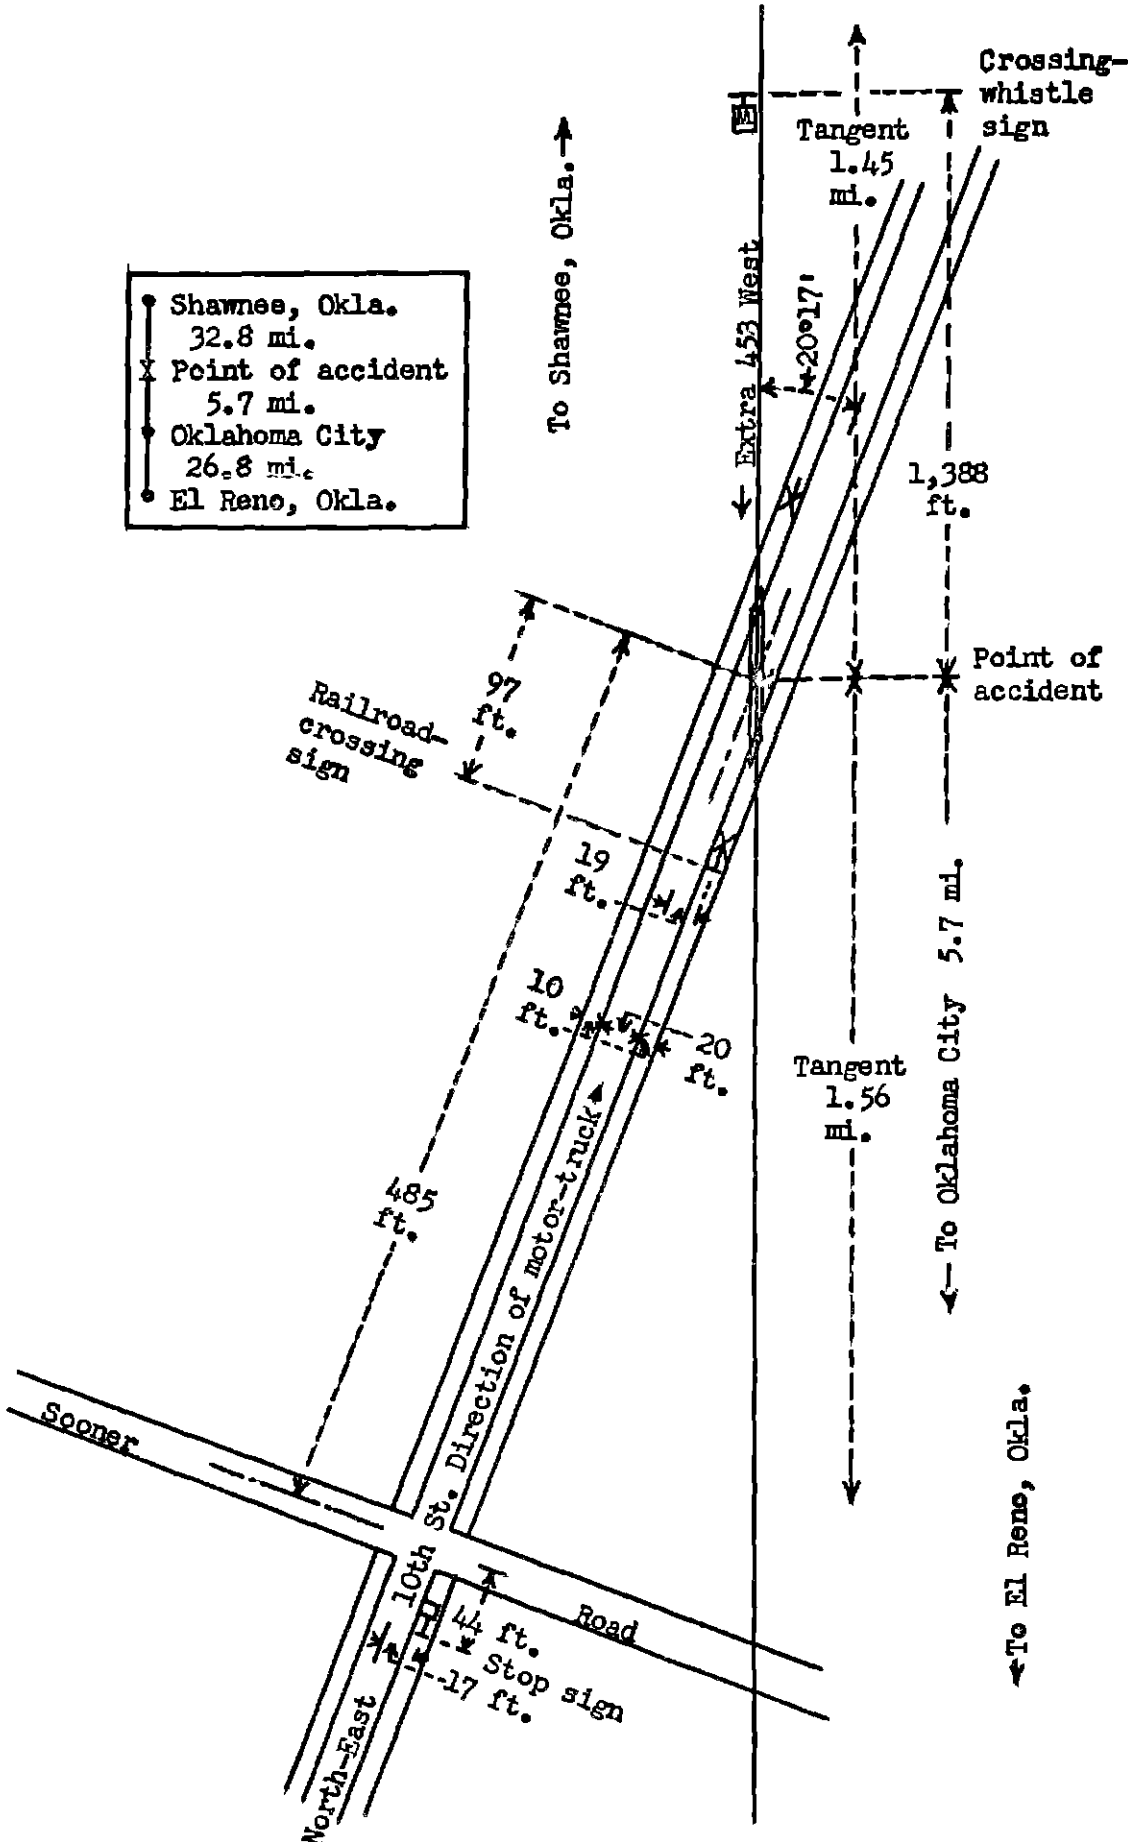 Crossing-
whistle
sign
W
Tangent
1.45
mi.
To Shawnee, Okla.
Extra 453 West
20°17'
Shawnee, Okla.
32.8 mi.
X Point of accident
5.7 mi.
Oklahoma City
26.8 mi.
El Reno, Okla.
1,388
ft.
Point of
accident
97
ft.
Railroad-
crossing
sign
19
ft.
10
ft.
20
ft.
To Oklahoma City 5.7 mi.
Tangent
1.56
mi.
485
ft.
Direction of motor-truck
Sooner
Road
North-East 10th St.
44 ft.
Stop sign
17 ft.
To El Reno, Okla.